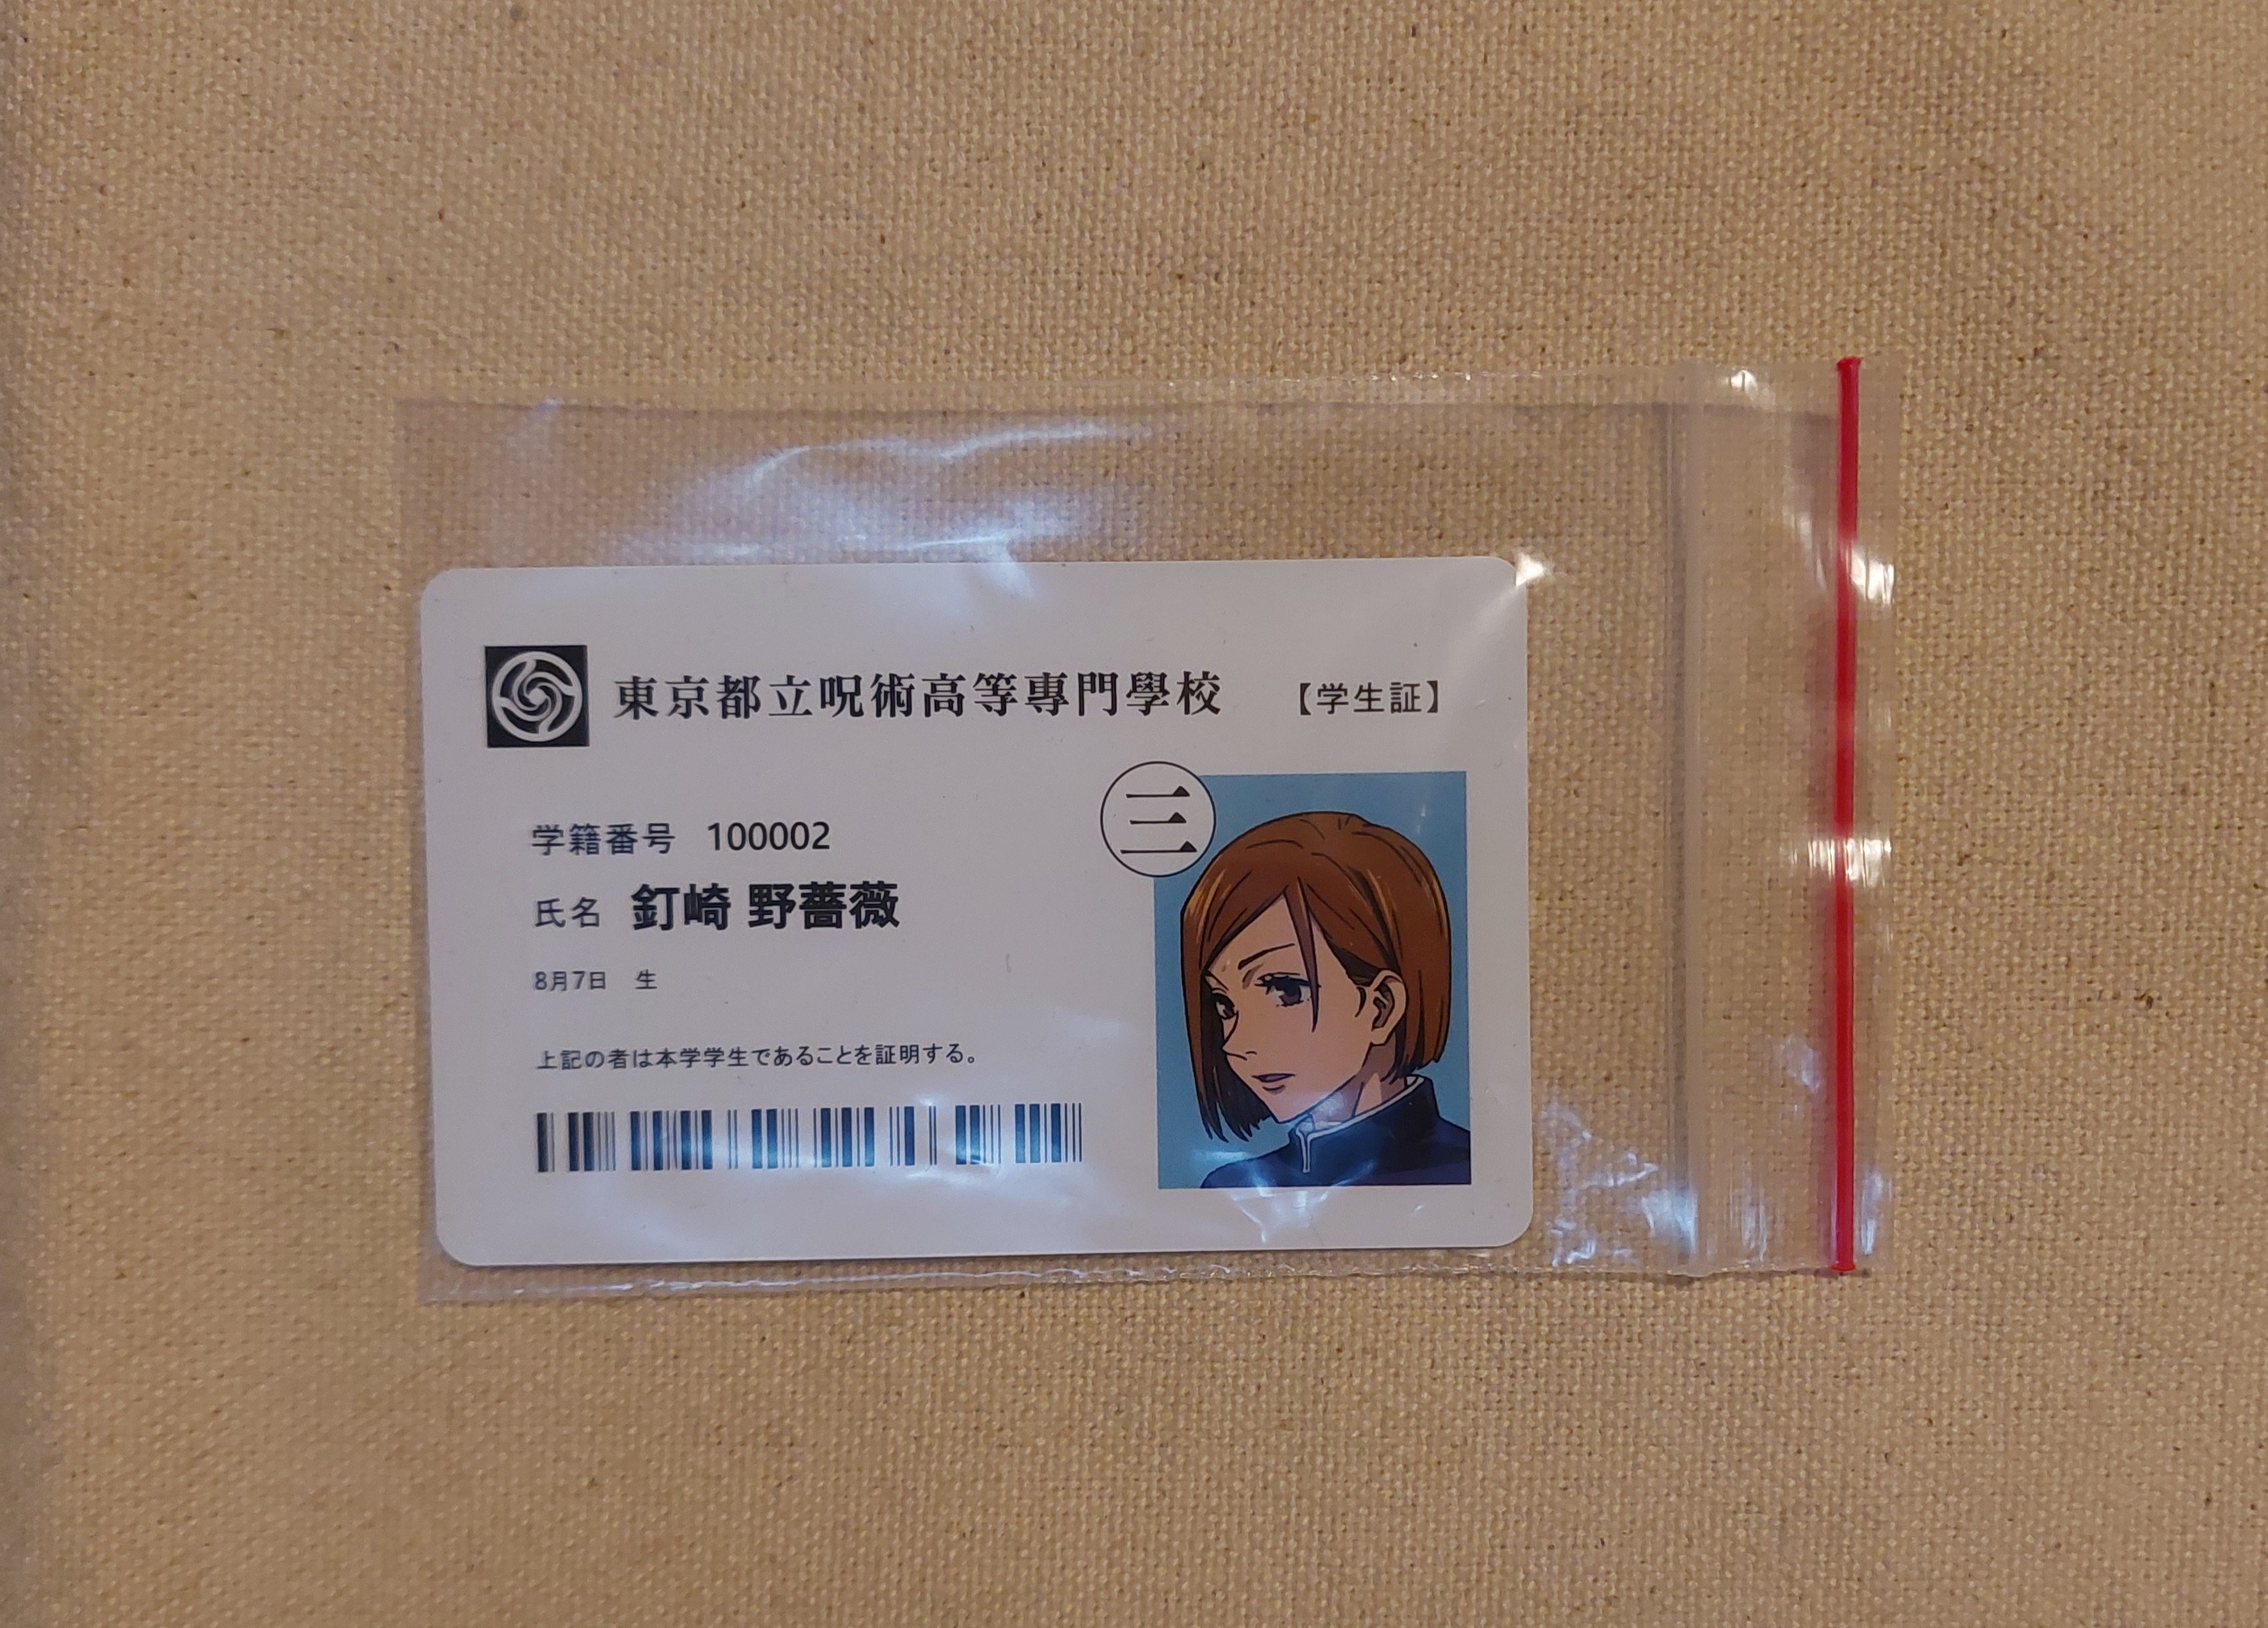 東京都立呪術高等專門學校 【学生証】
三
学籍番号 100002
氏名 釘崎 野薔薇
8月7日 生
上記の者は本学学生であることを証明する。